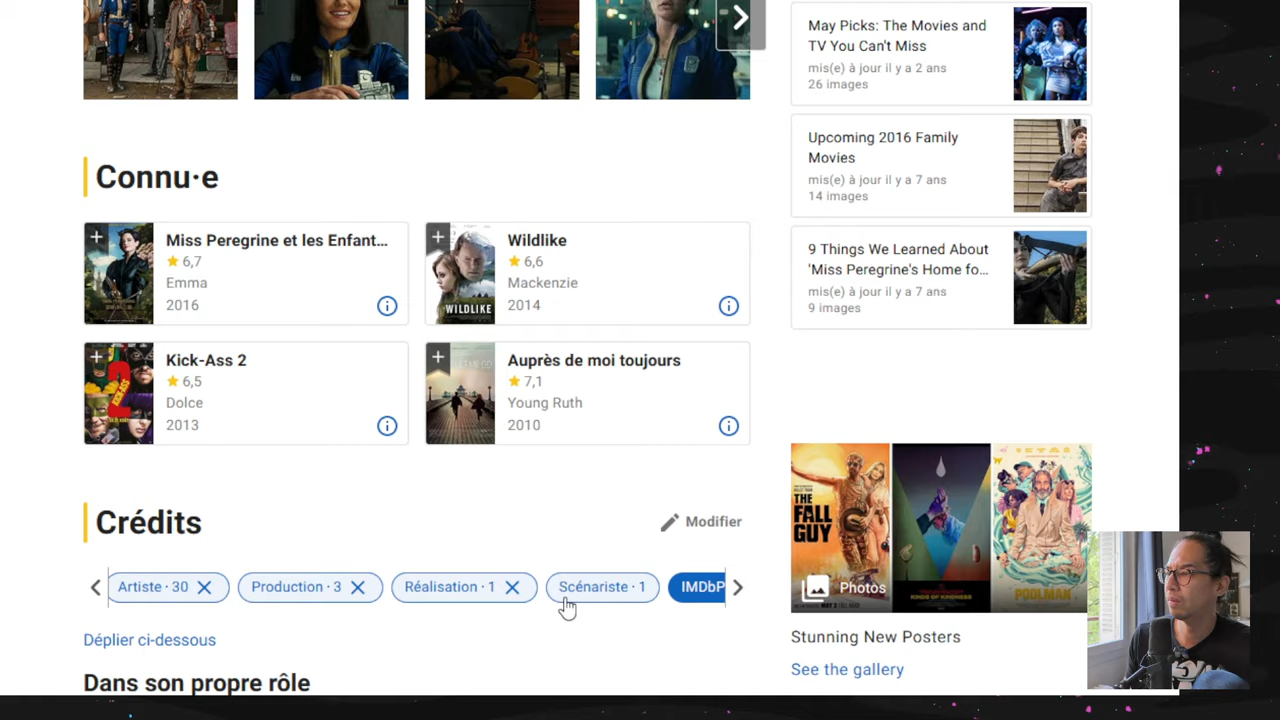 May Picks: The Movies and
TV You Can't Miss
mis(e) à jour il y a 2 ans
26 images
Upcoming 2016 Family
Movies
mis(e) à jour il y a 7 ans
14 images
9 Things We Learned About
'Miss Peregrine's Home fo...
mis(e) à jour il y a 7 ans
9 images
Connu·e
Miss Peregrine et les Enfant...
6,7
Emma
2016
Wildlike
6,6
Mackenzie
2014
WILDLIKE
Kick-Ass 2
6,5
Dolce
2013
Auprès de moi toujours
7,1
Young Ruth
2010
Crédits
Modifier
Artiste · 30
Production · 3
Réalisation · 1
Scénariste · 1
IMDbP
Déplier ci-dessous
Dans son propre rôle
THE
FALL
GUY
POOLMAN
Photos
Stunning New Posters
See the gallery